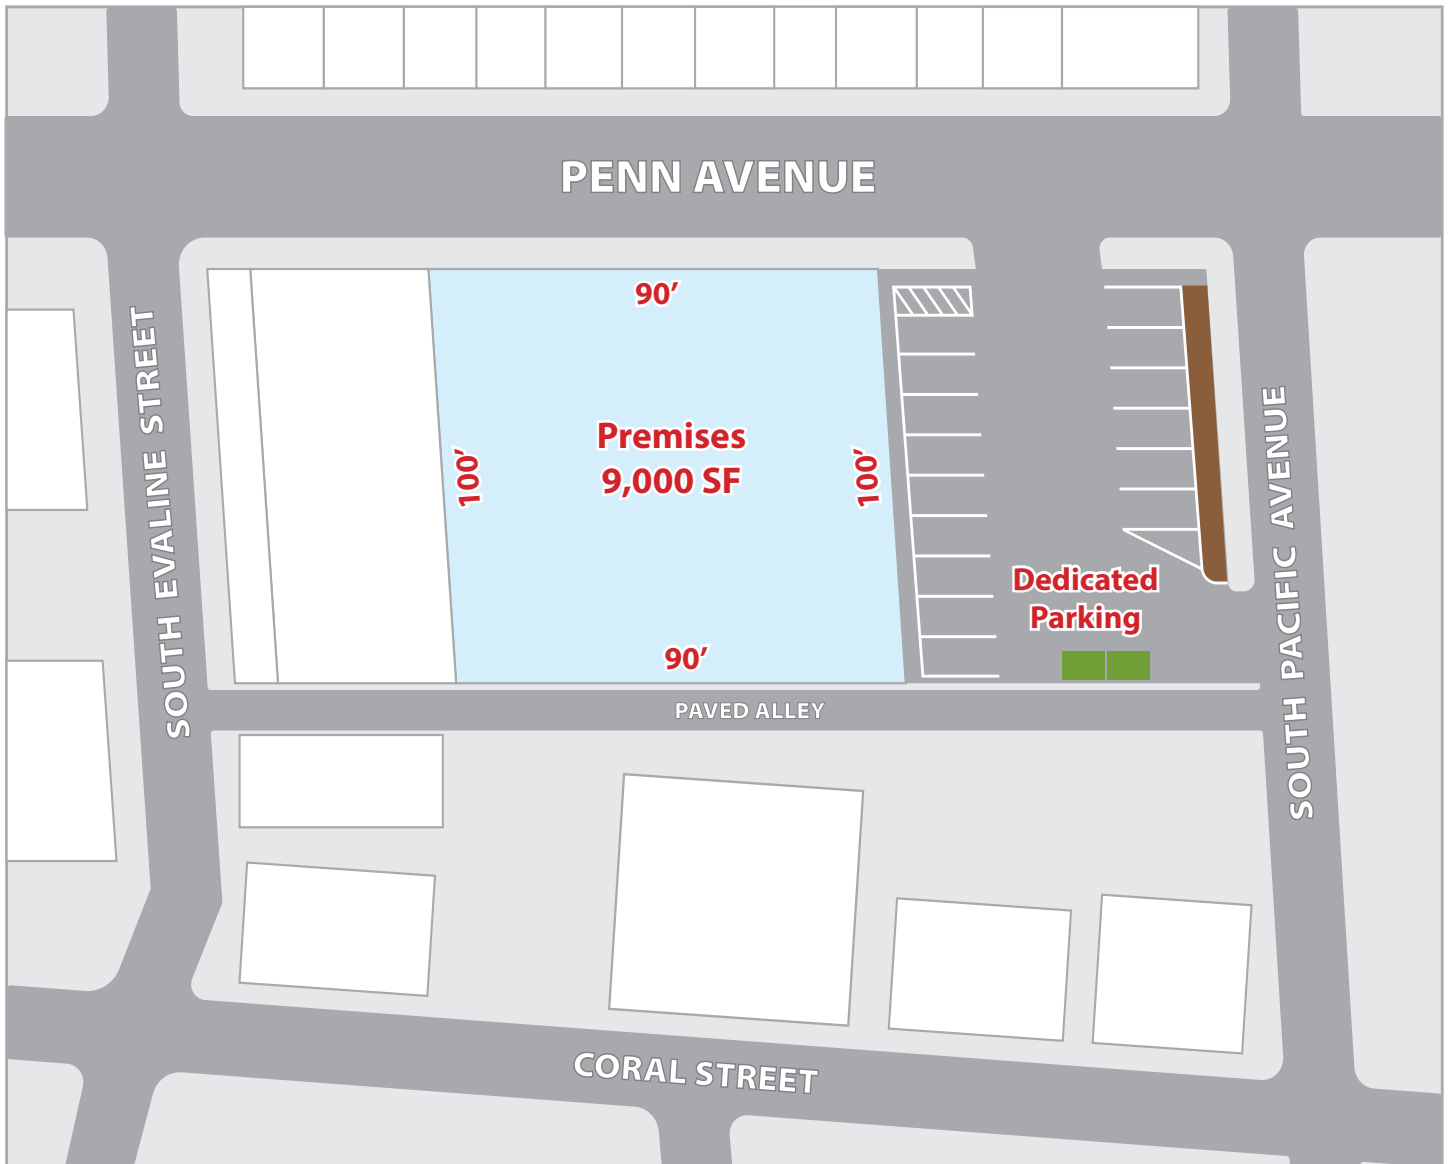 PENN AVENUE
90’
Premises
9,000 SF
100’
100’
90’
Dedicated
Parking
PAVED ALLEY
SOUTH EVALINE STREET
SOUTH PACIFIC AVENUE
CORAL STREET